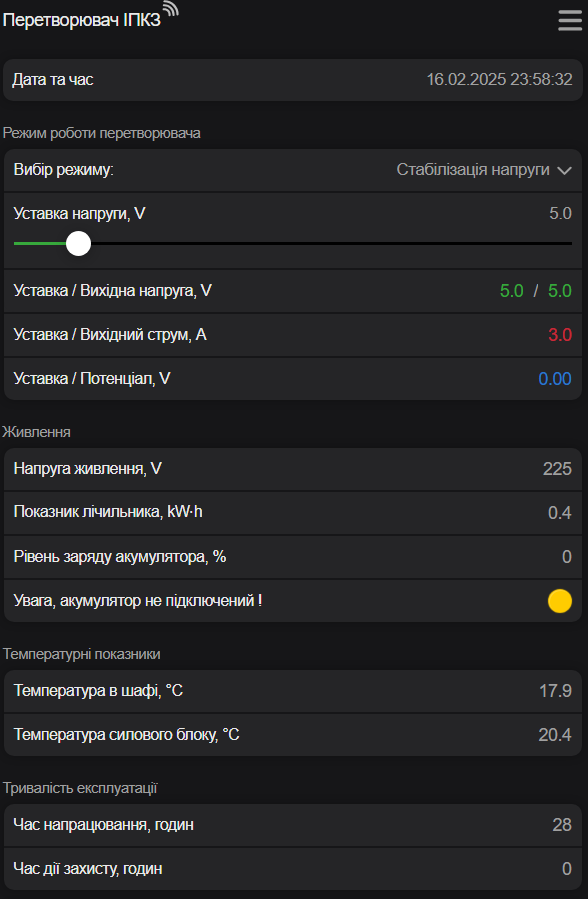 Перетворювач ІПКЗ
Дата та час 16.02.2025 23:58:32
Режим роботи перетворювача
Вибір режиму: Стабілізація напруги
Уставка напруги, V 5.0
Уставка / Вихідна напруга, V 5.0 / 5.0
Уставка / Вихідний струм, А 3.0
Уставка / Потенціал, V 0.00
Живлення
Напруга живлення, V 225
Показник лічильника, kW·h 0.4
Рівень заряду акумулятора, % 0
Увага, акумулятор не підключений !
Температурні показники
Температура в шафі, °C 17.9
Температура силового блоку, °C 20.4
Тривалість експлуатації
Час напрацювання, годин 28
Час дії захисту, годин 0